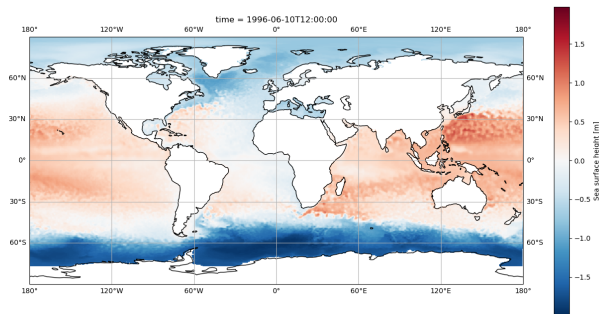 time = 1996-06-10T12:00:00
180° 120°W 60°W 0° 60°E 120°E 180°
60°N 60°N
30°N 30°N
0° 0°
30°S 30°S
60°S 60°S
180° 120°W 60°W 0° 60°E 120°E 180°
1.5
1.0
0.5
0.0
−0.5
−1.0
−1.5
Sea surface height [m]